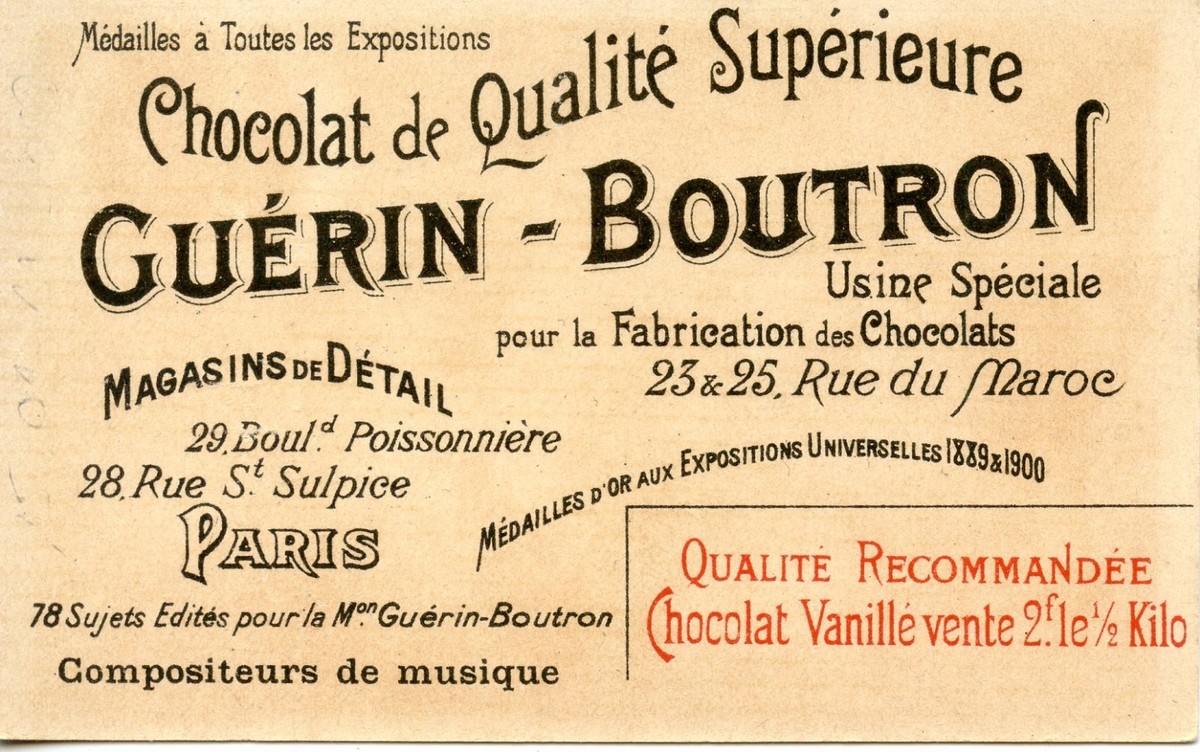 Médailles à Toutes les Expositions
Chocolat de Qualité Supérieure
GUÉRIN - BOUTRON
Usine Spéciale
pour la Fabrication des Chocolats
23 & 25, Rue du Maroc
MAGASINS DE DÉTAIL
29, Boul.d Poissonnière
28, Rue St. Sulpice
PARIS
MÉDAILLES D'OR AUX EXPOSITIONS UNIVERSELLES 1889 & 1900
78 Sujets Edités pour la Mon. Guérin-Boutron
Compositeurs de musique
QUALITÉ RECOMMANDÉE
Chocolat Vanillé vente 2f. le ½ Kilo